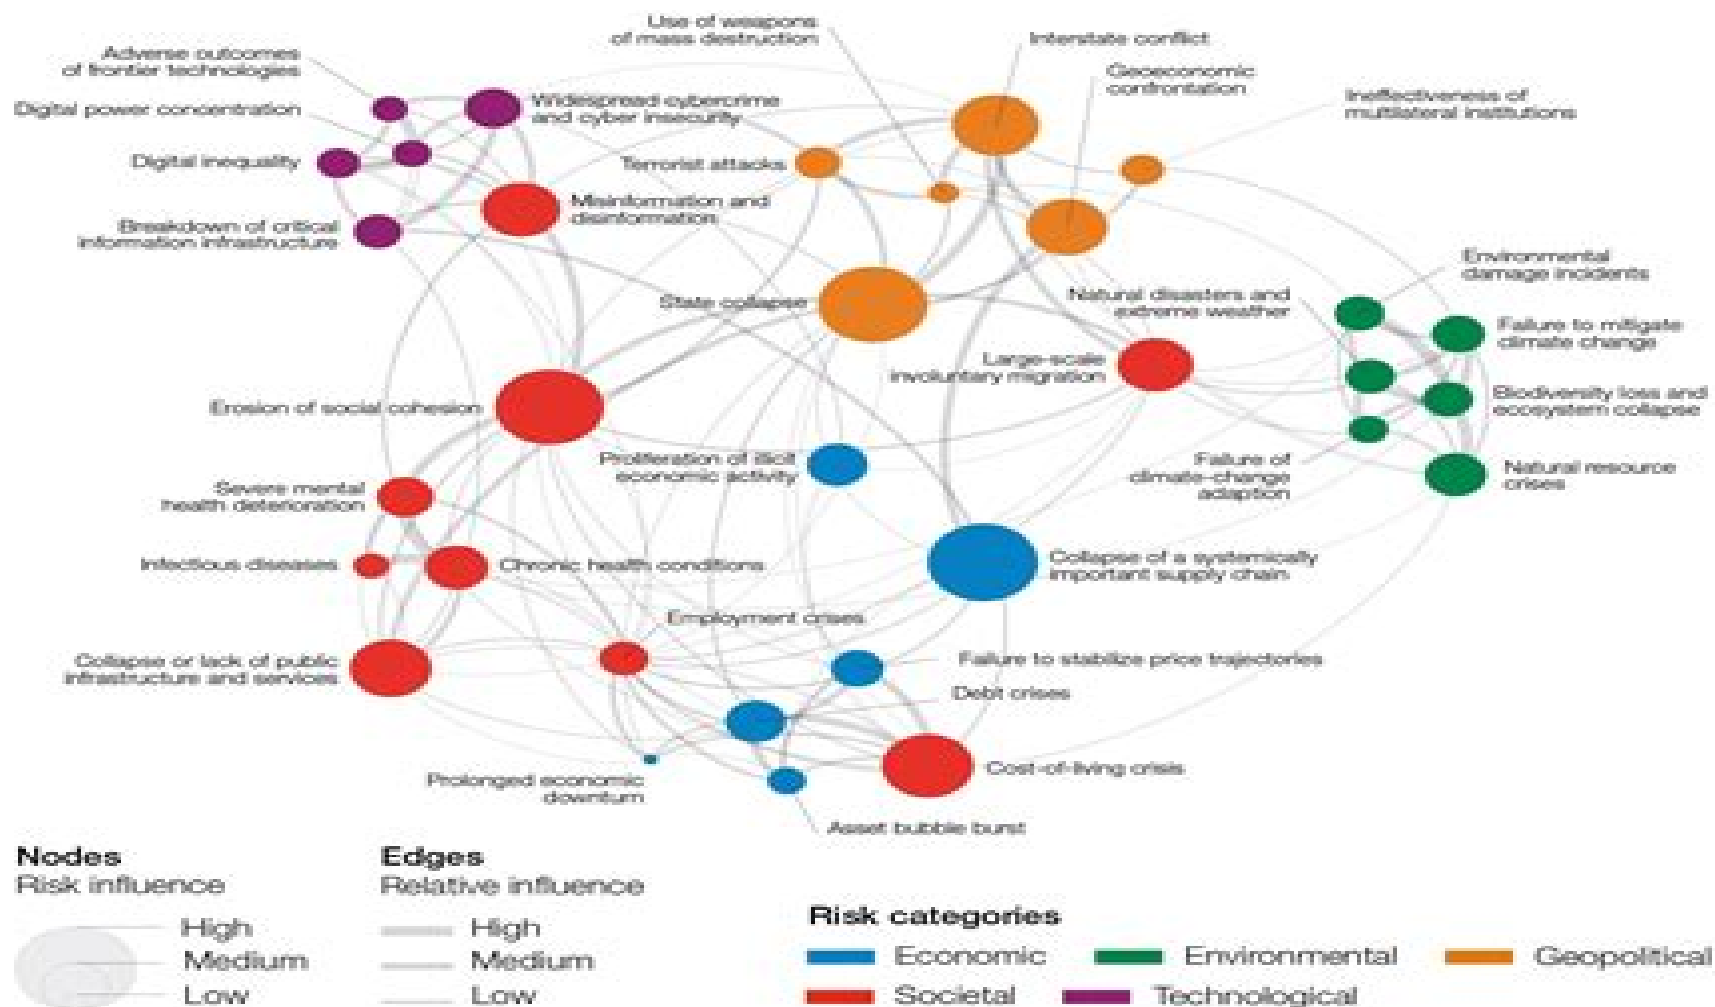 Use of weapons
of mass destruction
Interstate conflict
Adverse outcomes
of frontier technologies
Geoeconomic
confrontation
Ineffectiveness of
multilateral institutions
Digital power concentration
Widespread cybercrime
and cyber insecurity
Digital inequality
Terrorist attacks
Misinformation and
disinformation
Breakdown of critical
information infrastructure
Environmental
damage incidents
State collapse
Natural disasters and
extreme weather
Failure to mitigate
climate change
Large-scale
involuntary migration
Biodiversity loss and
ecosystem collapse
Erosion of social cohesion
Proliferation of illicit
economic activity
Failure of
climate-change
adaption
Natural resource
crises
Severe mental
health deterioration
Infectious diseases
Chronic health conditions
Collapse of a systemically
important supply chain
Employment crises
Collapse or lack of public
infrastructure and services
Failure to stabilize price trajectories
Debt crises
Prolonged economic
downturn
Cost-of-living crisis
Asset bubble burst
Nodes
Risk influence
High
Medium
Low
Edges
Relative influence
High
Medium
Low
Risk categories
Economic
Environmental
Geopolitical
Societal
Technological